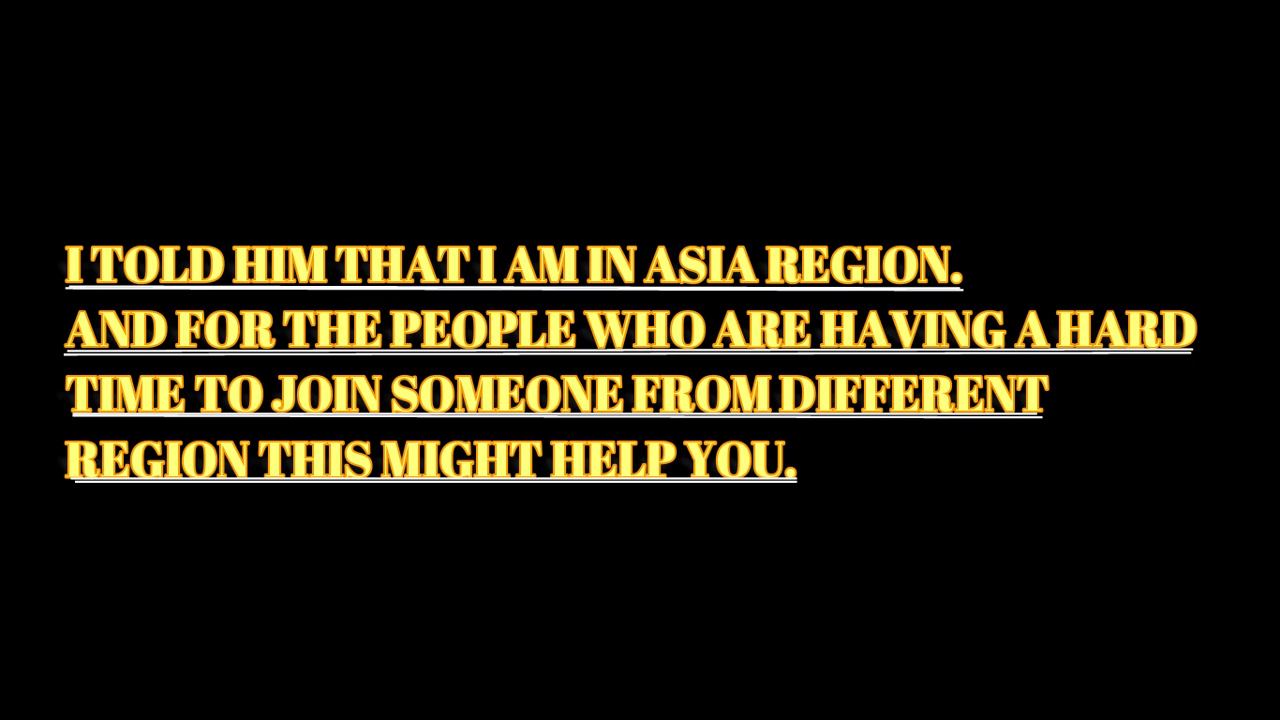 I TOLD HIM THAT I AM IN ASIA REGION.
AND FOR THE PEOPLE WHO ARE HAVING A HARD
TIME TO JOIN SOMEONE FROM DIFFERENT
REGION THIS MIGHT HELP YOU.